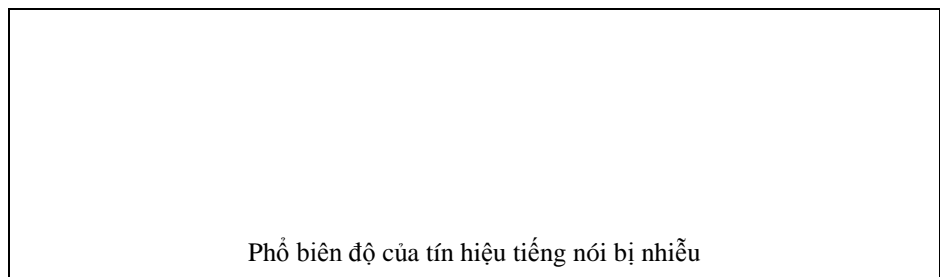 Phổ biên độ của tín hiệu tiếng nói bị nhiễu